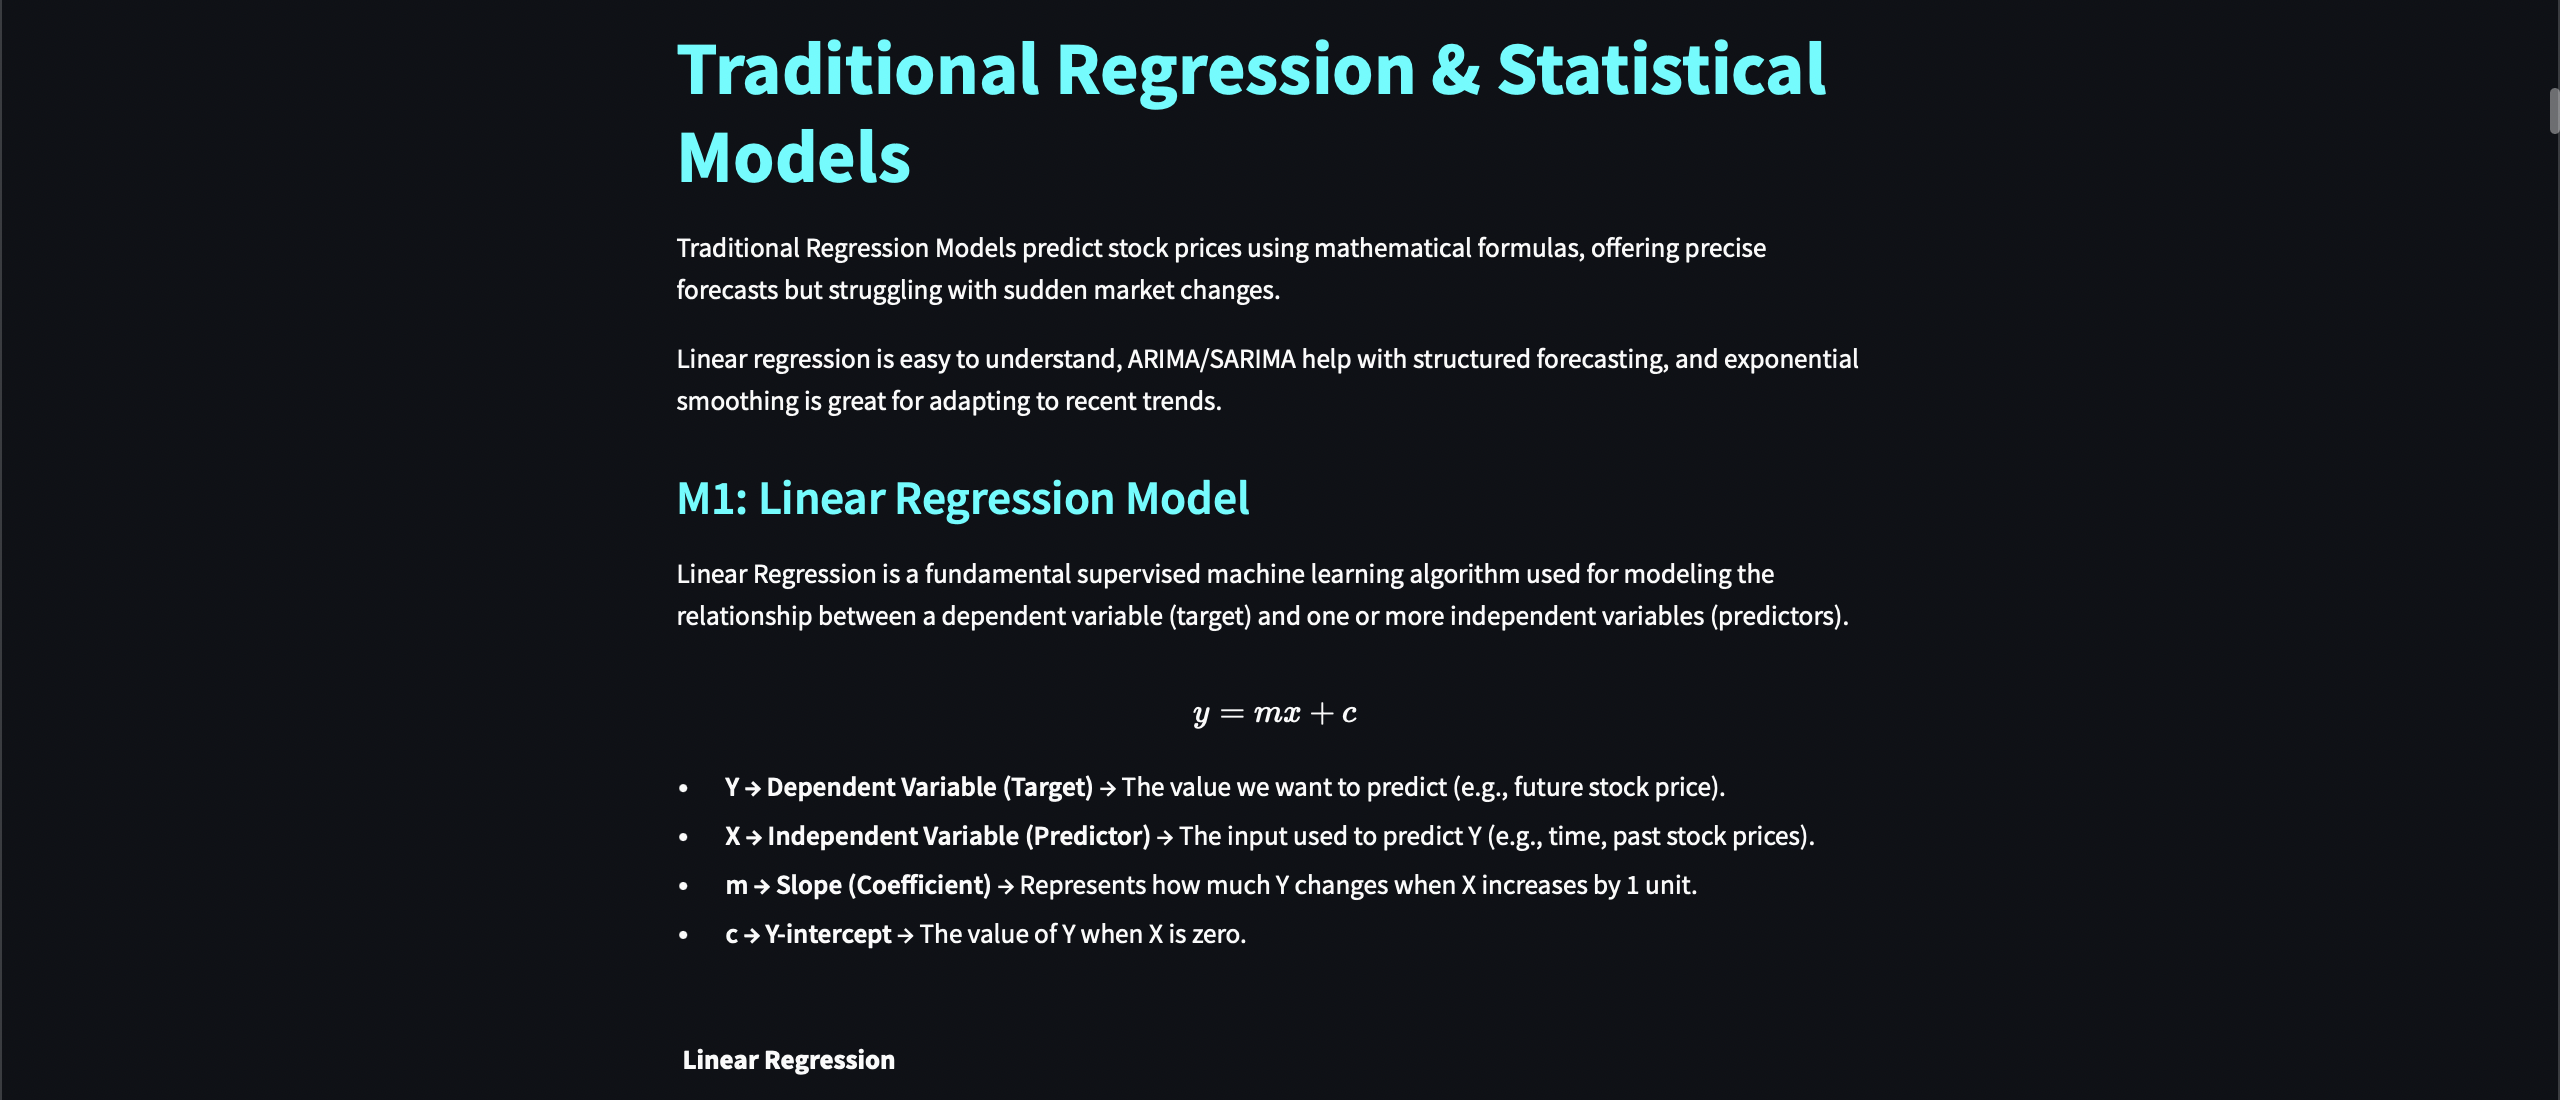 Traditional Regression & Statistical
Models
Traditional Regression Models predict stock prices using mathematical formulas, offering precise
forecasts but struggling with sudden market changes.
Linear regression is easy to understand, ARIMA/SARIMA help with structured forecasting, and exponential
smoothing is great for adapting to recent trends.
M1: Linear Regression Model
Linear Regression is a fundamental supervised machine learning algorithm used for modeling the
relationship between a dependent variable (target) and one or more independent variables (predictors).
y = mx + c
• Y → Dependent Variable (Target) → The value we want to predict (e.g., future stock price).
• X → Independent Variable (Predictor) → The input used to predict Y (e.g., time, past stock prices).
• m → Slope (Coefficient) → Represents how much Y changes when X increases by 1 unit.
• c → Y-intercept → The value of Y when X is zero.
Linear Regression